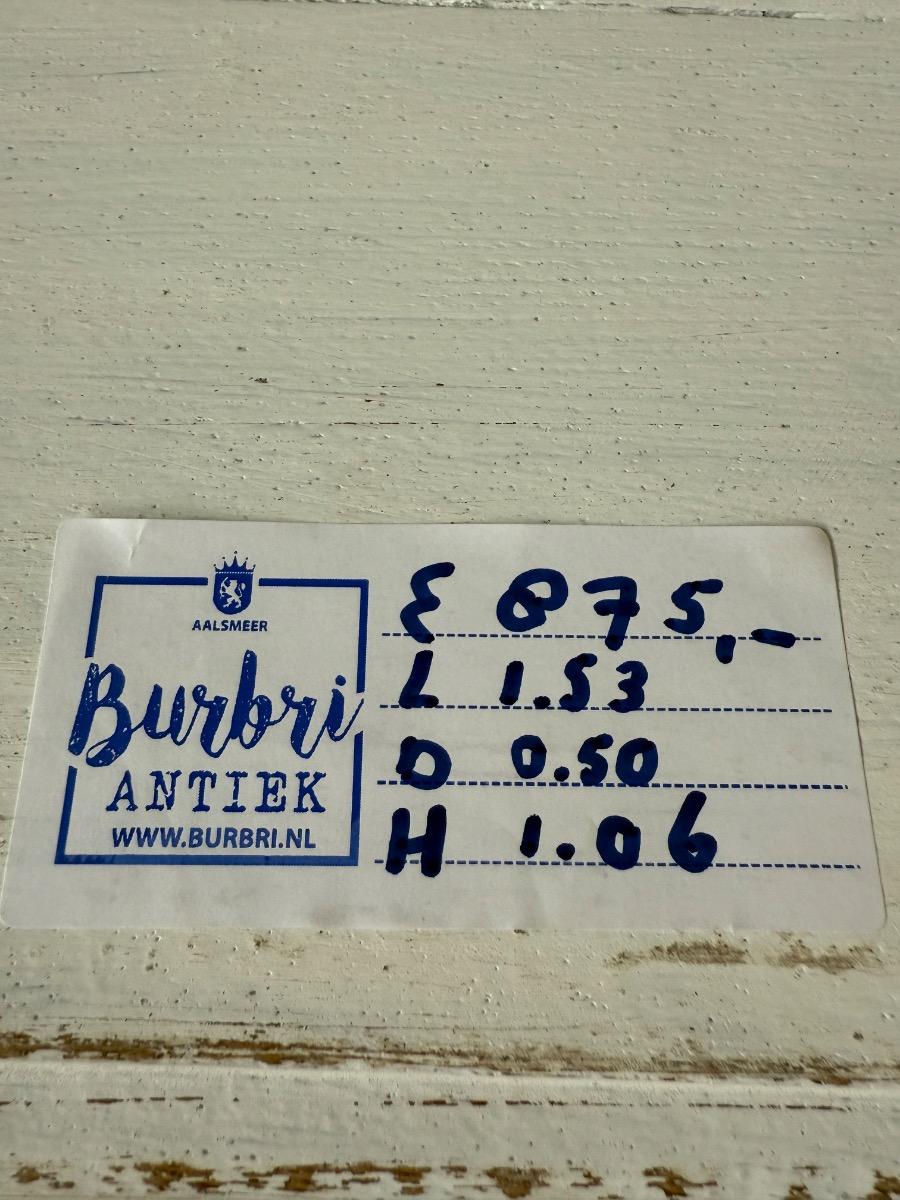 AALSMEER
Burbri
ANTIEK
WWW.BURBRI.NL
€ 875,-
L 1.53
D 0.50
H 1.06